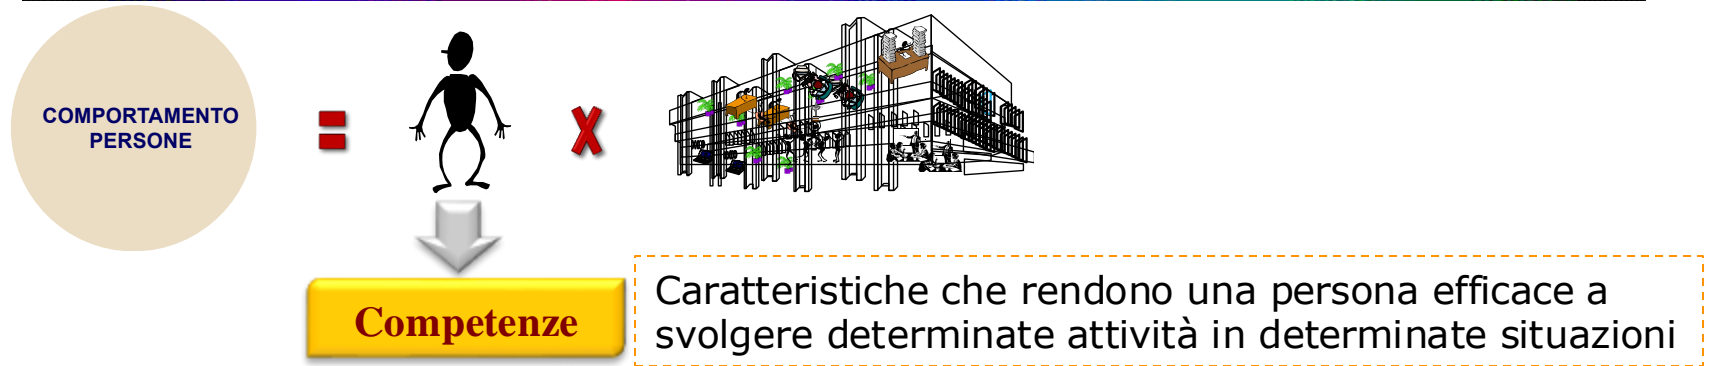 COMPORTAMENTO
PERSONE
= X
Competenze
Caratteristiche che rendono una persona efficace a
svolgere determinate attività in determinate situazioni